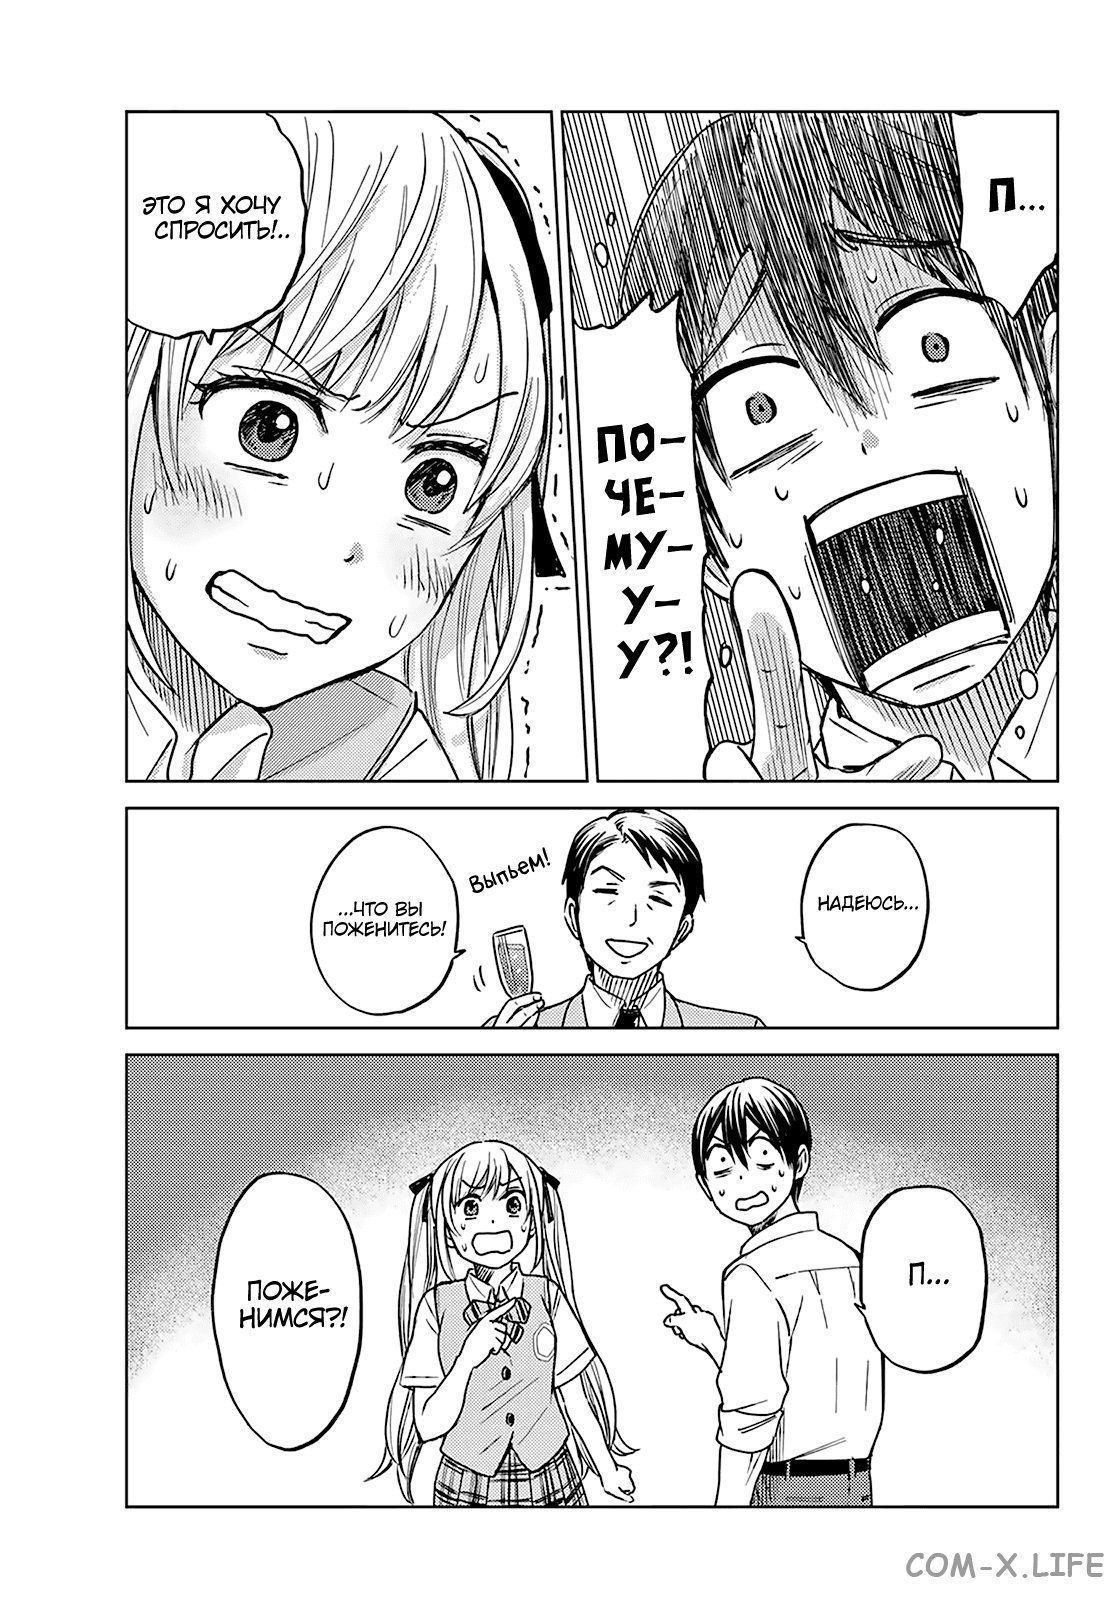 П...
ПО-
ЧЕ-
МУ-
У-
У?!
ЭТО Я ХОЧУ
СПРОСИТЬ!..
НАДЕЮСЬ...
Выпьем!
...ЧТО ВЫ
ПОЖЕНИТЕСЬ!
П...
ПОЖЕ-
НИМСЯ?!
COM-X.LIFE